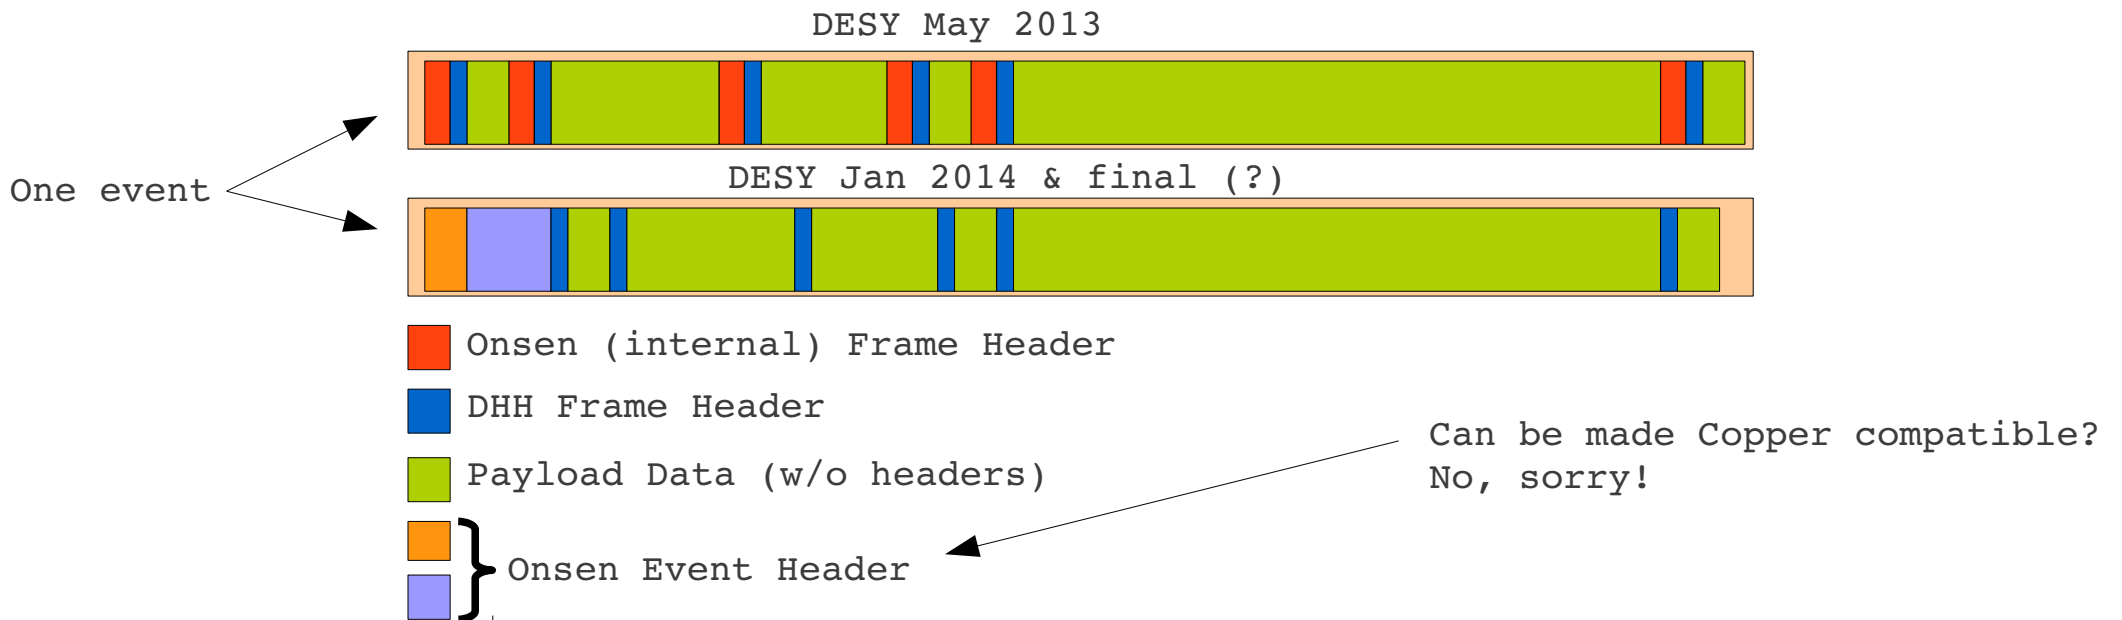 DESY May 2013
One event
DESY Jan 2014 & final (?)
Onsen (internal) Frame Header
DHH Frame Header
Payload Data (w/o headers)
Onsen Event Header
Can be made Copper compatible?
No, sorry!